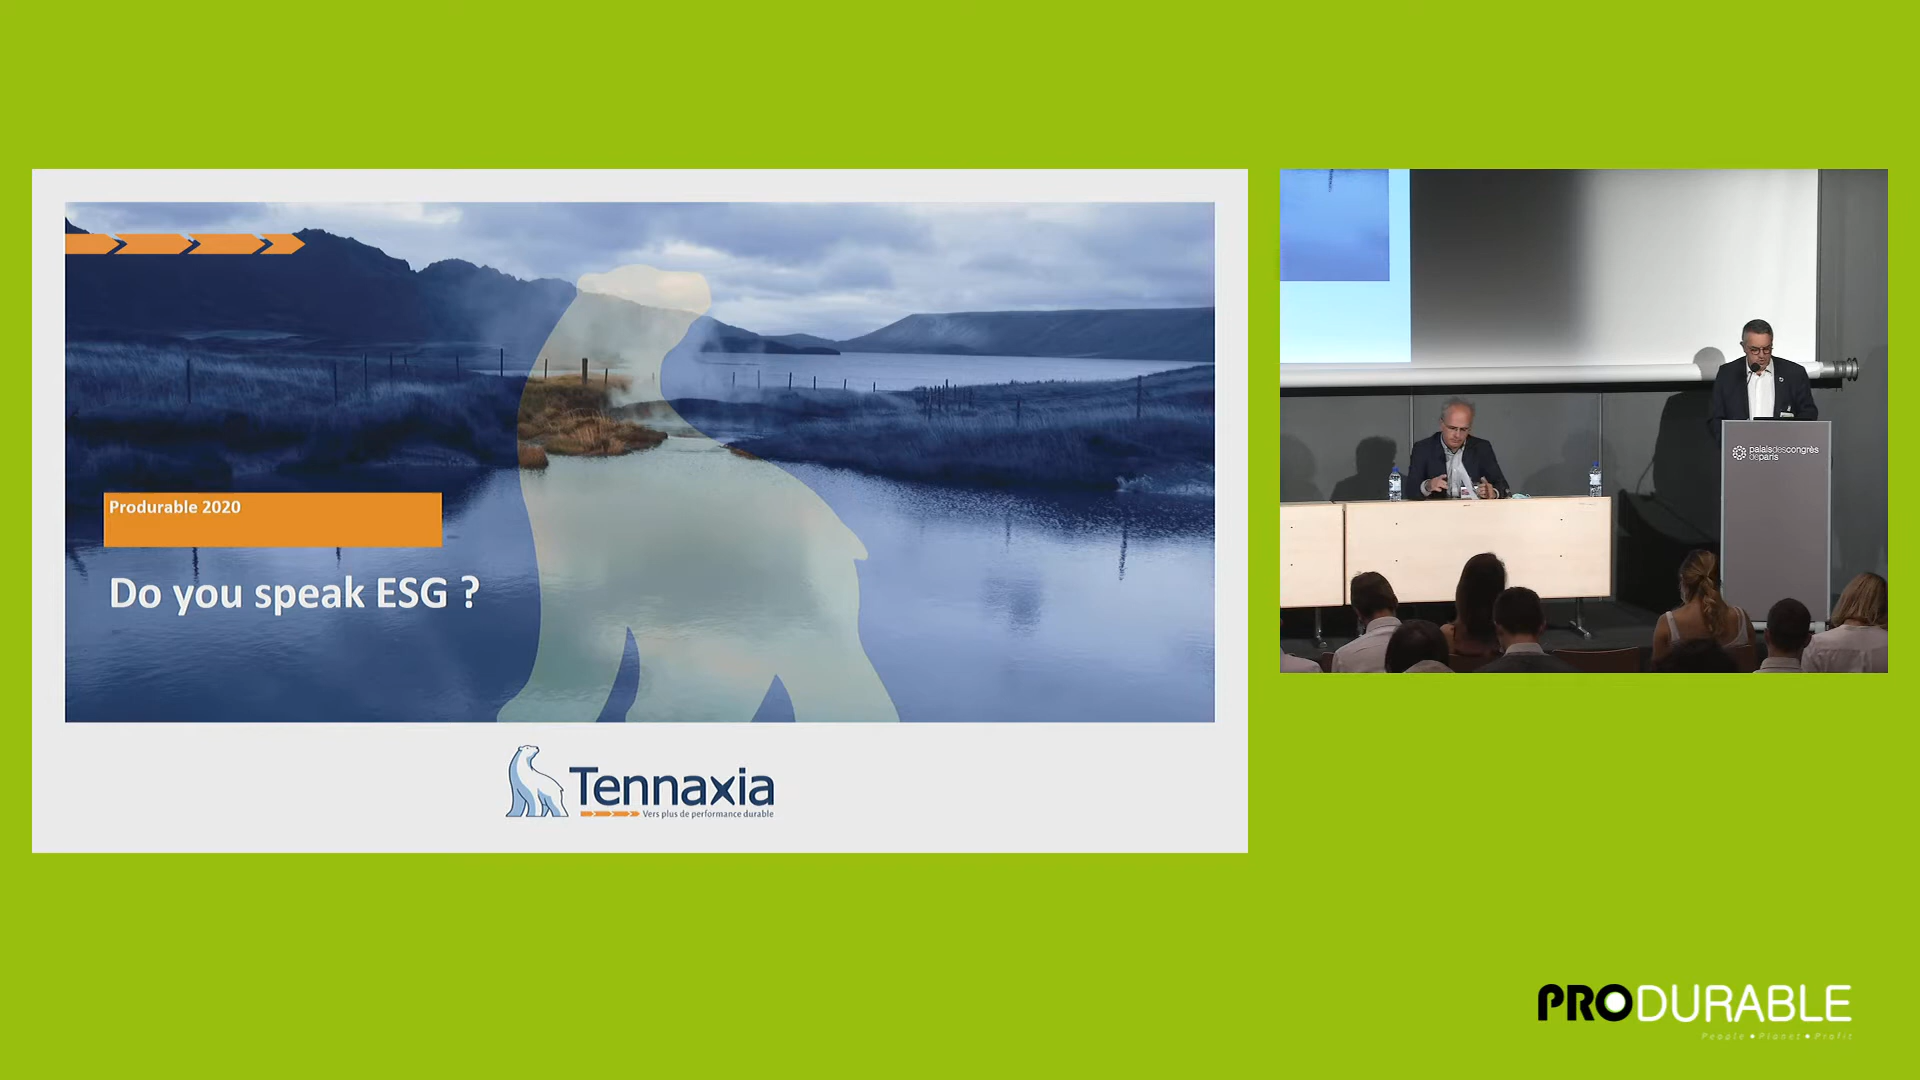 Produrable 2020
Do you speak ESG ?
Tennaxia
Vers plus de performance durable
palaisdescongrès
deparis
PRODURABLE
People • Planet • Profit